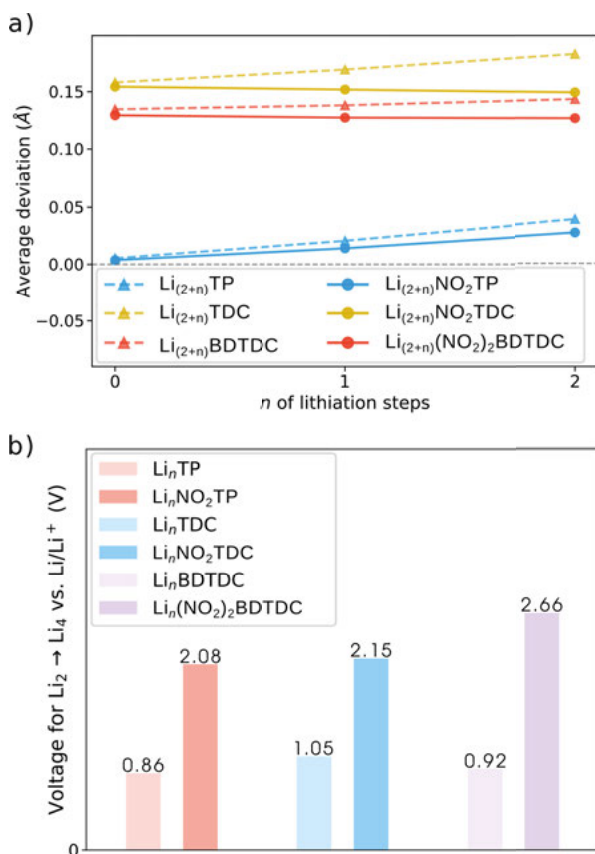 a)
Average deviation (Å)
0.15
0.10
0.05
0.00
−0.05
Li(2+n)TP
Li(2+n)NO2TP
Li(2+n)TDC
Li(2+n)NO2TDC
Li(2+n)BDTDC
Li(2+n)(NO2)2BDTDC
0
1
2
n of lithiation steps
b)
Voltage for Li2 → Li4 vs. Li/Li+ (V)
LinTP
LinNO2TP
LinTDC
LinNO2TDC
LinBDTDC
Lin(NO2)2BDTDC
0.86
2.08
1.05
2.15
0.92
2.66
0